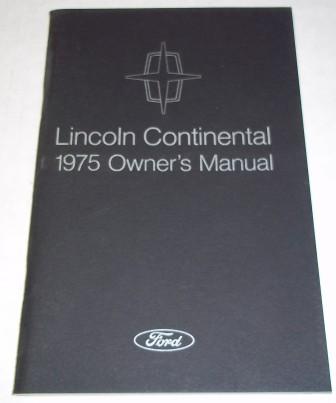 Lincoln Continental
1975 Owner's Manual
Ford